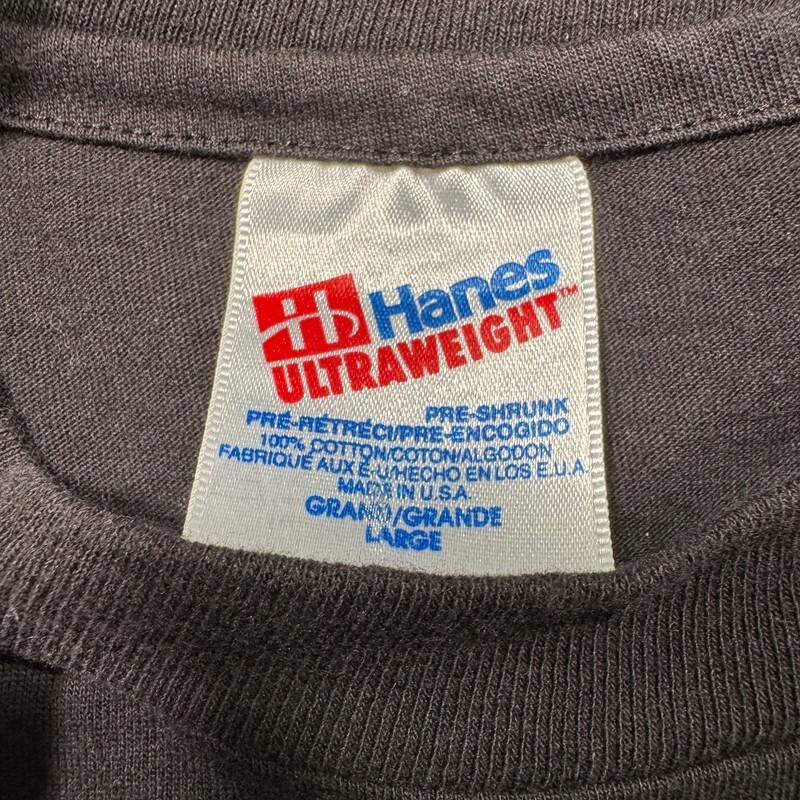 Hanes
ULTRAWEIGHT™
PRE-SHRUNK
PRÉ-RÉTRÉCI/PRE-ENCOGIDO
100% COTTON/COTON/ALGODON
FABRIQUÉ AUX É-U/HECHO EN LOS E.U.A.
MADE IN U.S.A.
GRAND/GRANDE
LARGE